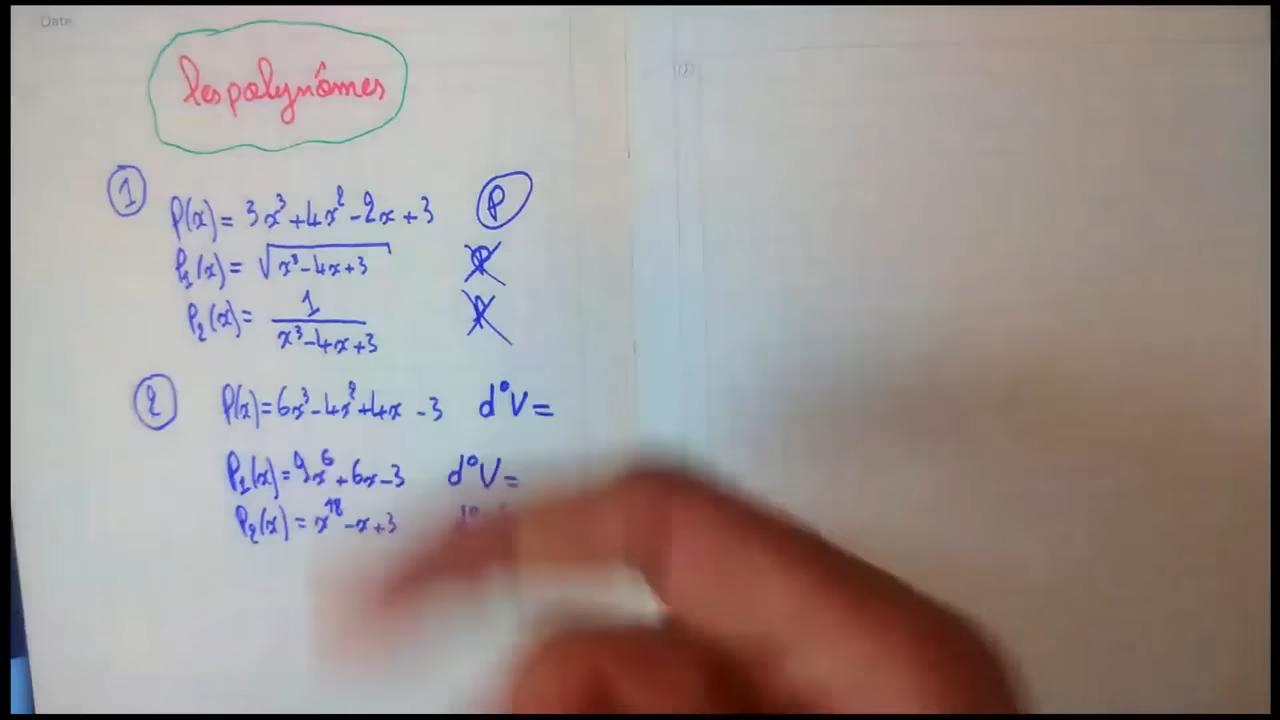 Date
les polynômes
1
P(x) = 3x³ + 4x² - 2x + 3 P
P₁(x) = √x³ - 4x + 3 P
P₂(x) = 1 / x³ - 4x + 3 P
2
P(x) = 6x³ - 4x² + 4x - 3 d°V =
P₁(x) = 9x⁶ + 6x - 3 d°V =
P₂(x) = x¹⁸ - x + 3 d°